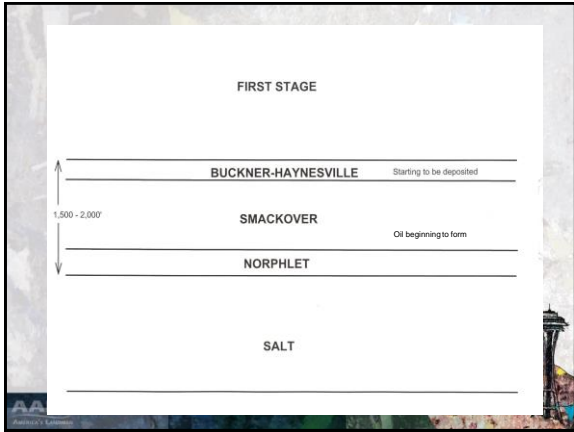 FIRST STAGE
BUCKNER-HAYNESVILLE Starting to be deposited
1,500 - 2,000'
SMACKOVER
Oil beginning to form
NORPHLET
SALT